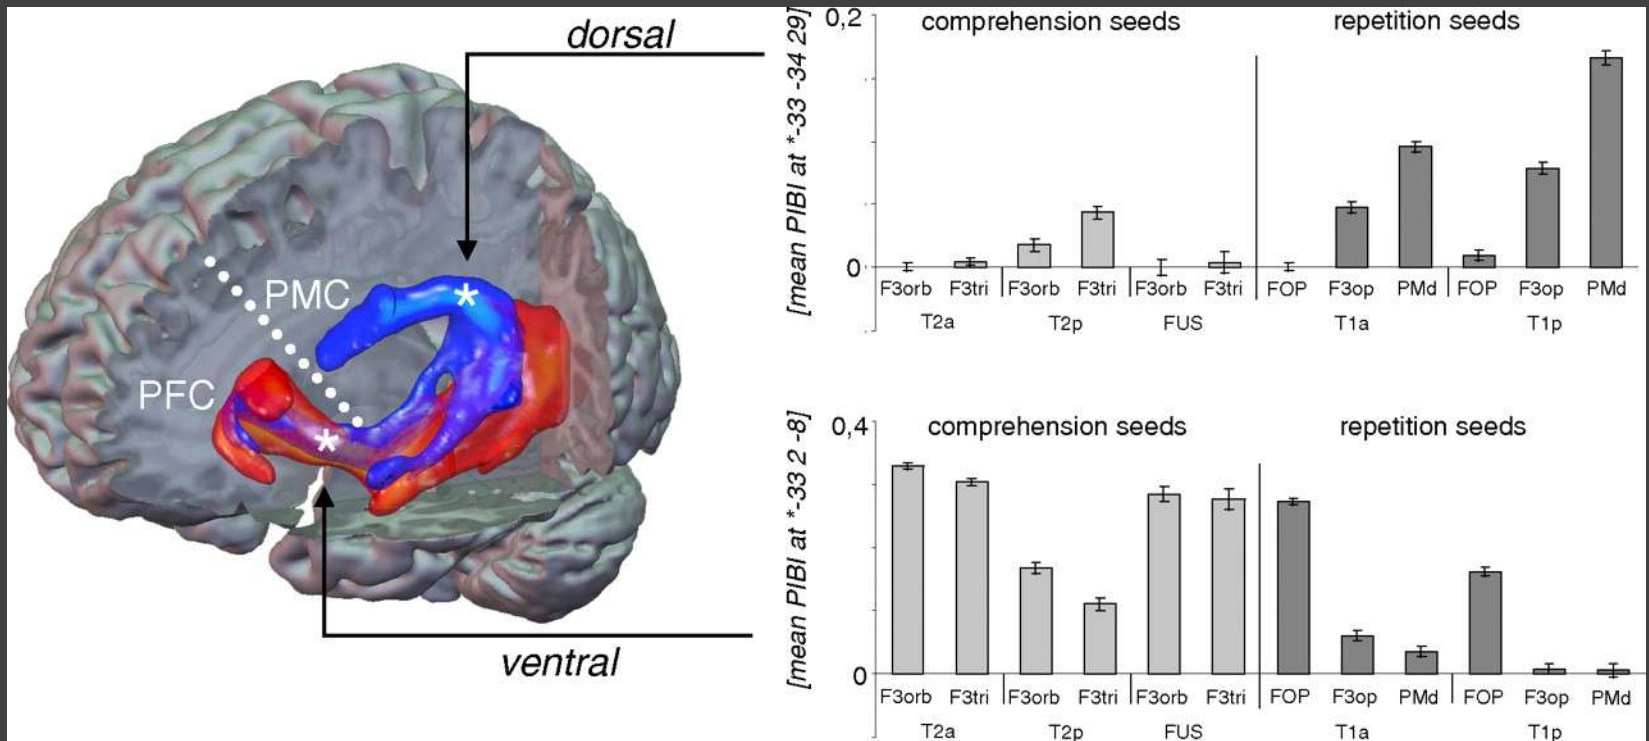 dorsal
PMC
*
PFC
*
ventral
[mean PIBI at *-33 -34 29]
0,2
0
comprehension seeds
repetition seeds
F3orb F3tri F3orb F3tri F3orb F3tri FOP F3op PMd FOP F3op PMd
T2a T2p FUS T1a T1p
[mean PIBI at *-33 2 -8]
0,4
0
comprehension seeds
repetition seeds
F3orb F3tri F3orb F3tri F3orb F3tri FOP F3op PMd FOP F3op PMd
T2a T2p FUS T1a T1p